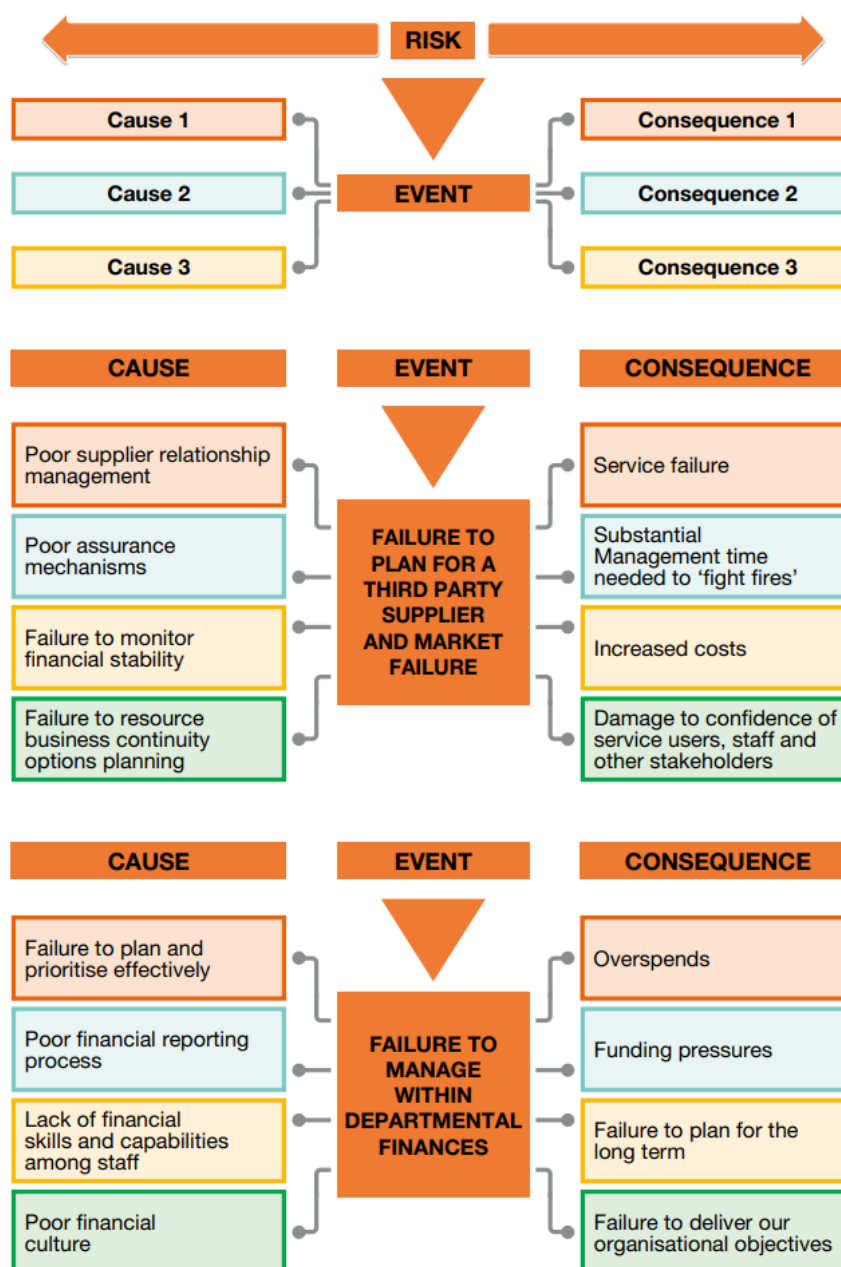 RISK
Cause 1
Consequence 1
Cause 2
EVENT
Consequence 2
Cause 3
Consequence 3
CAUSE
EVENT
CONSEQUENCE
Poor supplier relationship
management
Poor assurance
mechanisms
Failure to monitor
financial stability
Failure to resource
business continuity
options planning
FAILURE TO
PLAN FOR A
THIRD PARTY
SUPPLIER
AND MARKET
FAILURE
Service failure
Substantial
Management time
needed to ‘fight fires’
Increased costs
Damage to confidence of
service users, staff and
other stakeholders
CAUSE
EVENT
CONSEQUENCE
Failure to plan and
prioritise effectively
Poor financial reporting
process
Lack of financial
skills and capabilities
among staff
Poor financial
culture
FAILURE TO
MANAGE
WITHIN
DEPARTMENTAL
FINANCES
Overspends
Funding pressures
Failure to plan for the
long term
Failure to deliver our
organisational objectives